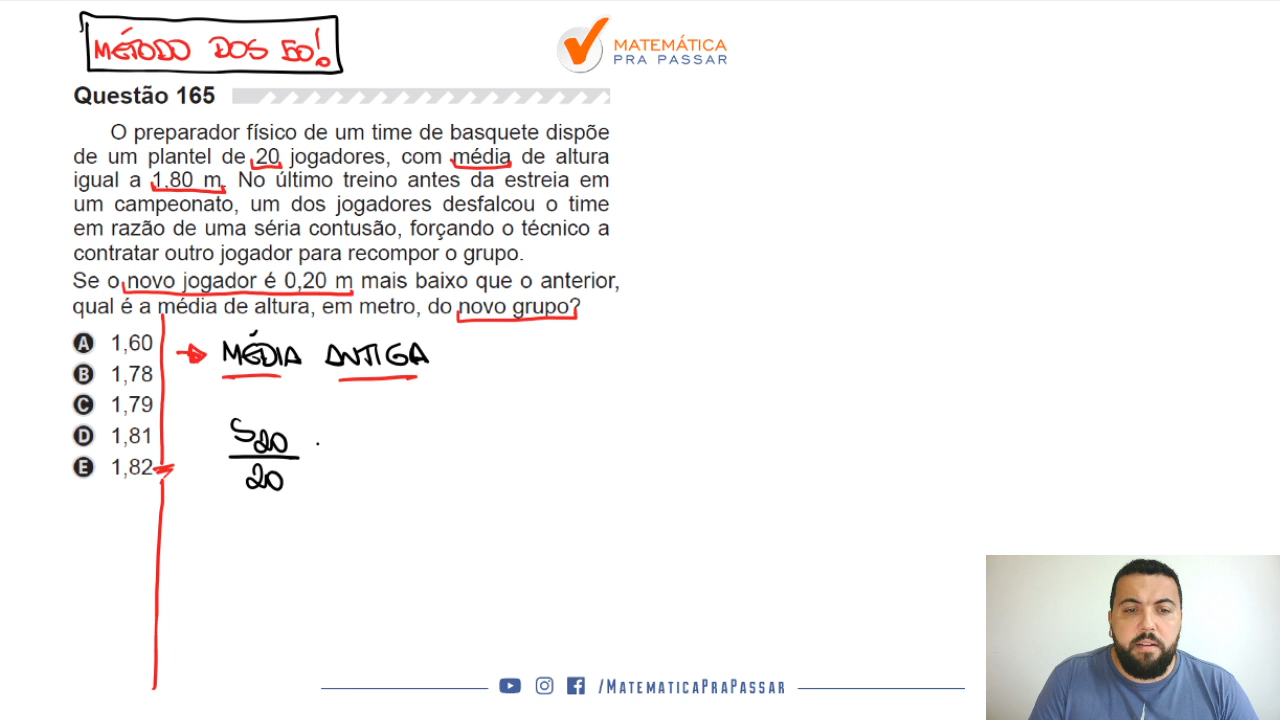 MÉTODO DOS 50!
MATEMÁTICA
PRA PASSAR
Questão 165
O preparador físico de um time de basquete dispõe
de um plantel de 20 jogadores, com média de altura
igual a 1,80 m. No último treino antes da estreia em
um campeonato, um dos jogadores desfalcou o time
em razão de uma séria contusão, forçando o técnico a
contratar outro jogador para recompor o grupo.
Se o novo jogador é 0,20 m mais baixo que o anterior,
qual é a média de altura, em metro, do novo grupo?
A 1,60
B 1,78
C 1,79
D 1,81
E 1,82
MÉDIA ANTIGA
S20
20
/MatematicaPraPassar